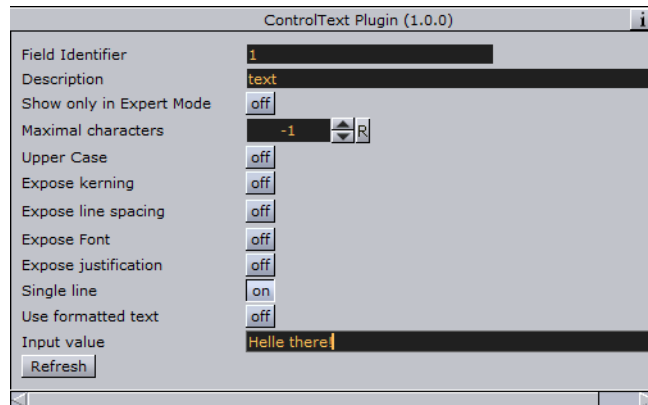 ControlText Plugin (1.0.0) i
Field Identifier 1
Description text
Show only in Expert Mode off
Maximal characters -1 R
Upper Case off
Expose kerning off
Expose line spacing off
Expose Font off
Expose justification off
Single line on
Use formatted text off
Input value Helle there!
Refresh